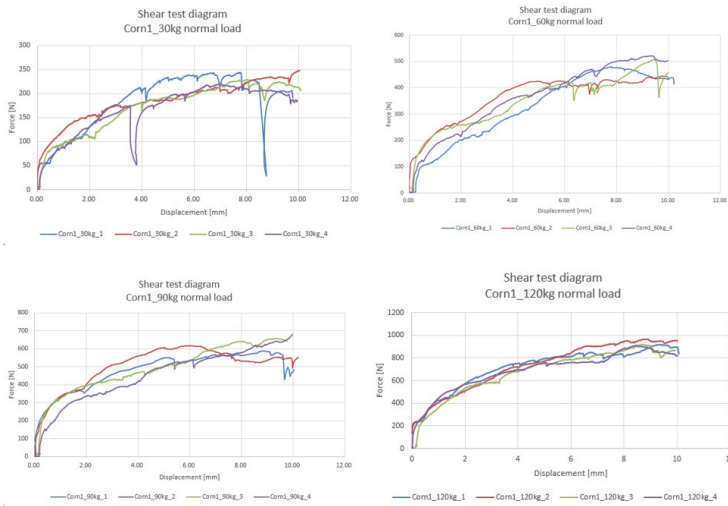 Shear test diagram
Corn1_30kg normal load
300
250
200
150
100
50
0
0.00 2.00 4.00 6.00 8.00 10.00 12.00
Force [N]
Displacement [mm]
Corn1_30kg_1 Corn1_30kg_2 Corn1_30kg_3 Corn1_30kg_4
Shear test diagram
Corn1_60kg normal load
600
500
400
300
200
100
0
0.00 2.00 4.00 6.00 8.00 10.00 12.00
Force [N]
Displacement [mm]
Corn1_60kg_1 Corn1_60kg_2 Corn1_60kg_3 Corn1_60kg_4
Shear test diagram
Corn1_90kg normal load
800
700
600
500
400
300
200
100
0
0.00 2.00 4.00 6.00 8.00 10.00 12.00
Force [N]
Displacement [mm]
Corn1_90kg_1 Corn1_90kg_2 Corn1_90kg_3 Corn1_90kg_4
Shear test diagram
Corn1_120kg normal load
1200
1000
800
600
400
200
0
0 2 4 6 8 10
Force [N]
Displacement [mm]
Corn1_120kg_1 Corn1_120kg_2 Corn1_120kg_3 Corn1_120kg_4